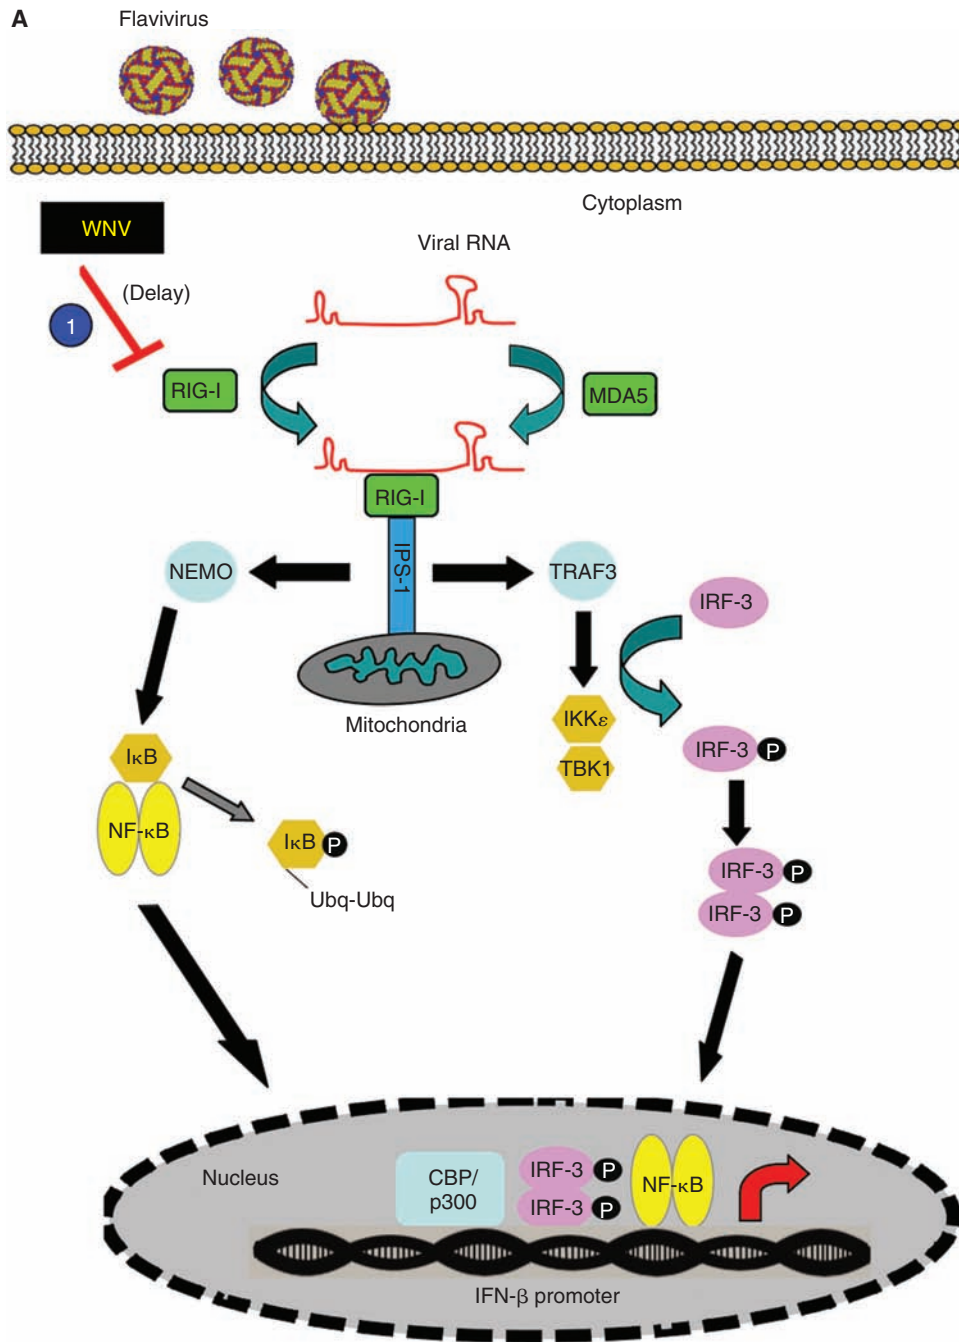 A
Flavivirus
Cytoplasm
WNV
Viral RNA
(Delay)
1
RIG-I
MDA5
RIG-I
IPS-1
NEMO
TRAF3
IRF-3
Mitochondria
IKKε
IRF-3 P
TBK1
IκB
NF-κB
IκB P
Ubq-Ubq
IRF-3 P
IRF-3 P
Nucleus
CBP/
p300
IRF-3 P
IRF-3 P
NF-κB
IFN-β promoter